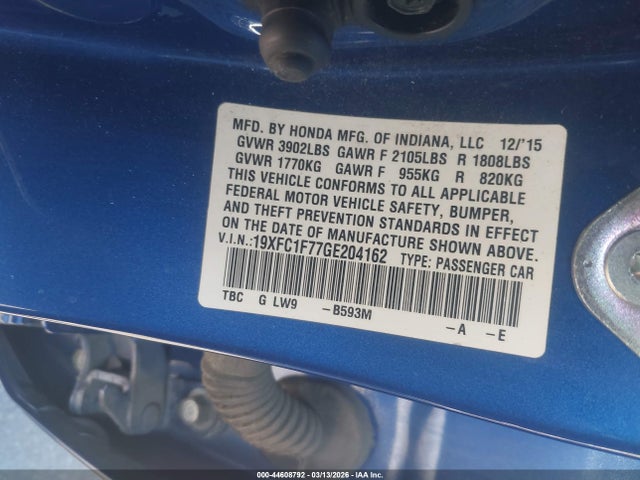 MFD. BY HONDA MFG. OF INDIANA, LLC 12/'15
GVWR 3902LBS GAWR F 2105LBS R 1808LBS
GVWR 1770KG GAWR F 955KG R 820KG
THIS VEHICLE CONFORMS TO ALL APPLICABLE
FEDERAL MOTOR VEHICLE SAFETY, BUMPER,
AND THEFT PREVENTION STANDARDS IN EFFECT
ON THE DATE OF MANUFACTURE SHOWN ABOVE.
V.I.N.:19XFC1F77GE204162 TYPE: PASSENGER CAR
TBC G LW9 -B593M -A -E
000-44608792 - 03/13/2026 - IAA Inc.